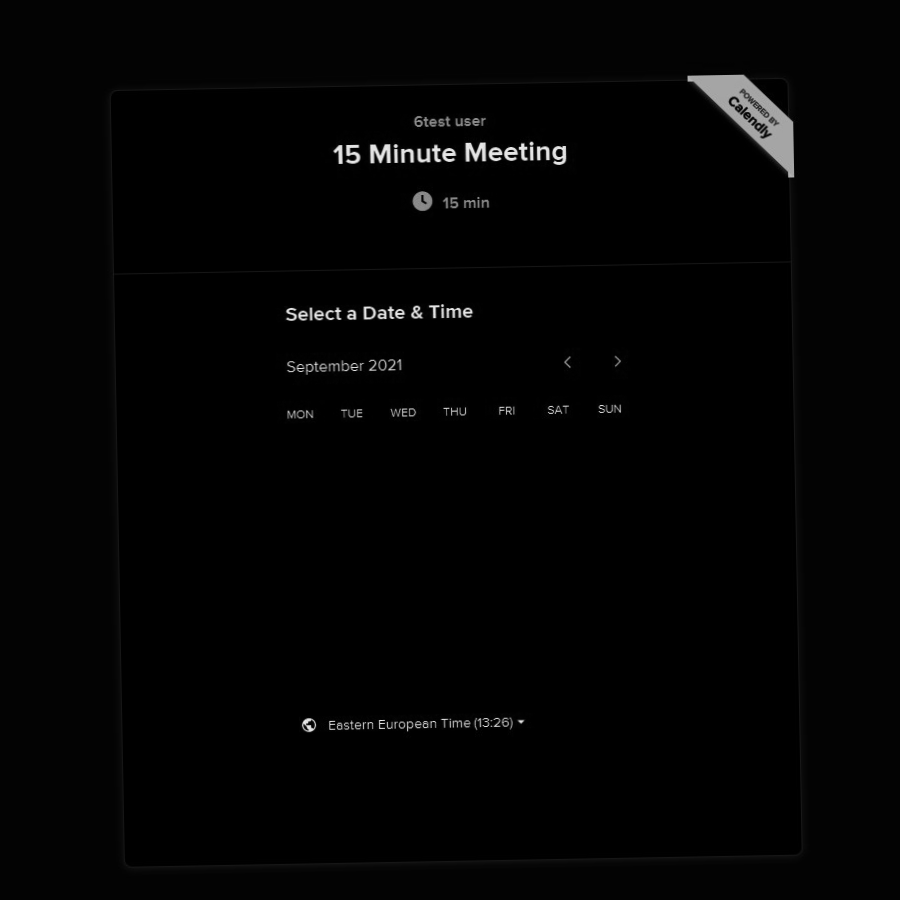 POWERED BY
Calendly
6test user
15 Minute Meeting
15 min
Select a Date & Time
September 2021
MON TUE WED THU FRI SAT SUN
Eastern European Time (13:26)